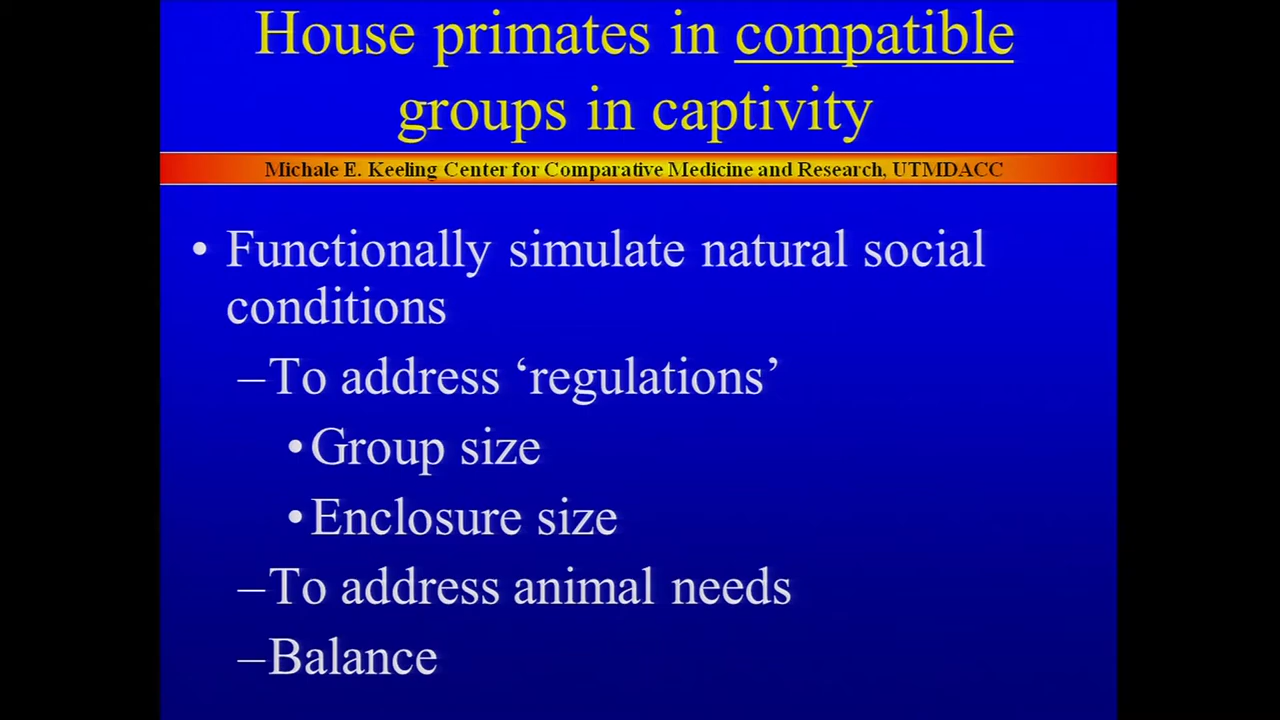 House primates in compatible
groups in captivity
Michale E. Keeling Center for Comparative Medicine and Research, UTMDACC
• Functionally simulate natural social
conditions
–To address ‘regulations’
•Group size
•Enclosure size
–To address animal needs
–Balance